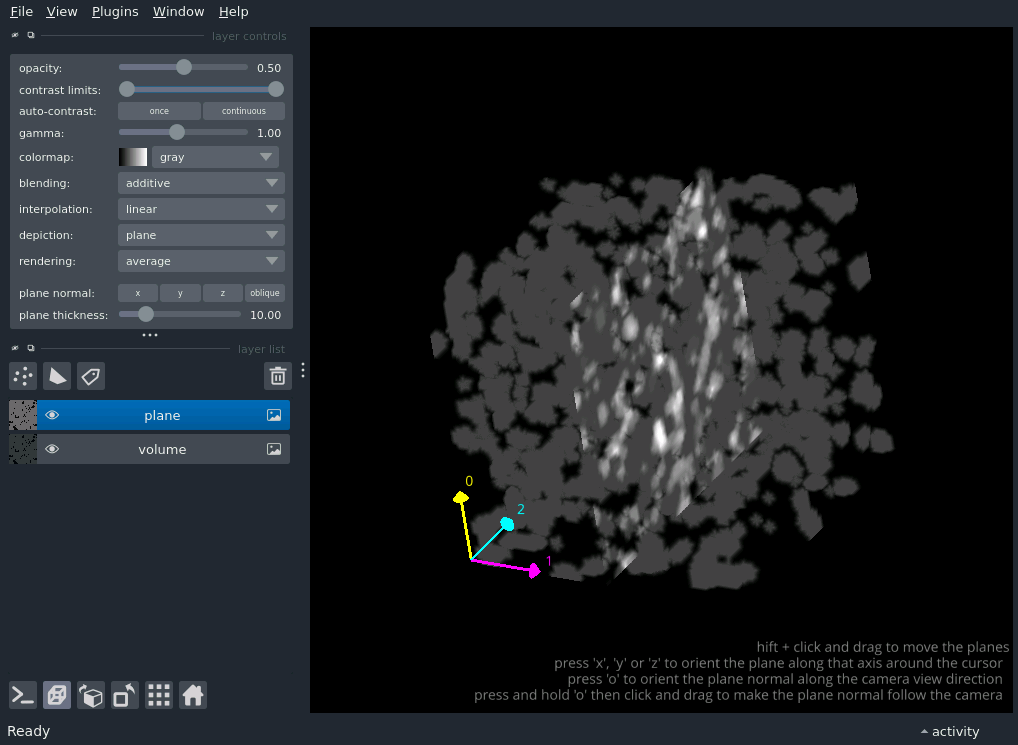 File View Plugins Window Help
layer controls
opacity: 0.50
contrast limits:
auto-contrast: once continuous
gamma: 1.00
colormap: gray
blending: additive
interpolation: linear
depiction: plane
rendering: average
plane normal: x y z oblique
plane thickness: 10.00
layer list
plane
volume
0
2
1
hift + click and drag to move the planes
press 'x', 'y' or 'z' to orient the plane along that axis around the cursor
press 'o' to orient the plane normal along the camera view direction
press and hold 'o' then click and drag to make the plane normal follow the camera
Ready activity